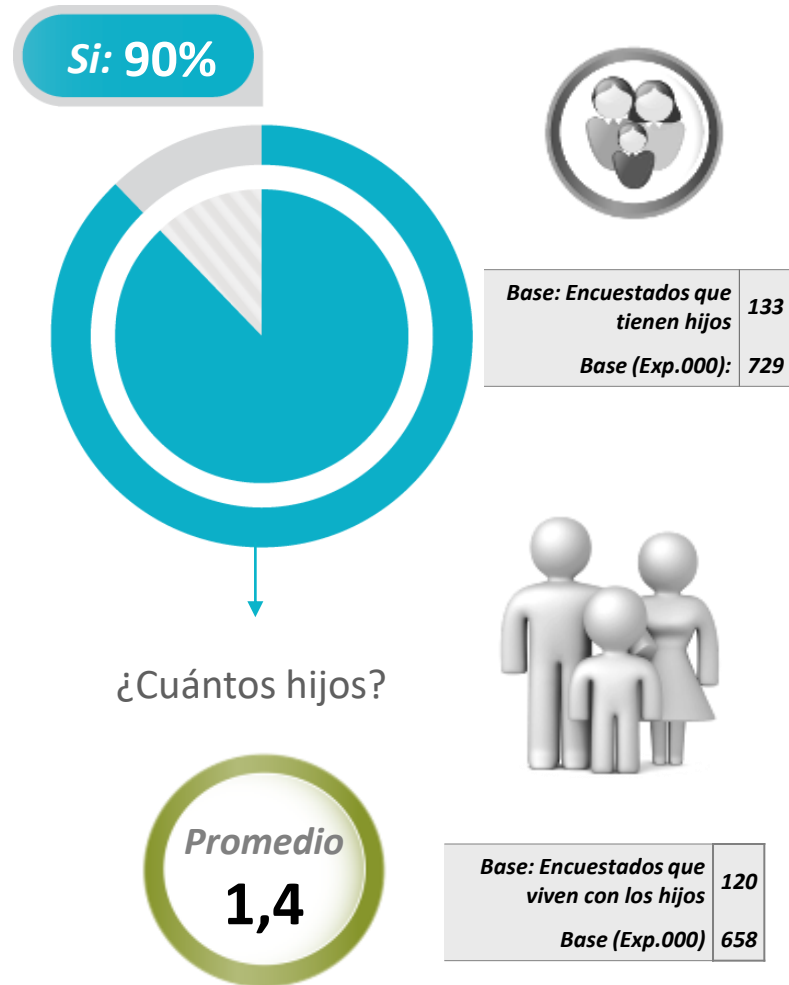 Si: 90%
Base: Encuestados que
tienen hijos
133
Base (Exp.000):
729
¿Cuántos hijos?
Promedio
1,4
Base: Encuestados que
viven con los hijos
120
Base (Exp.000)
658